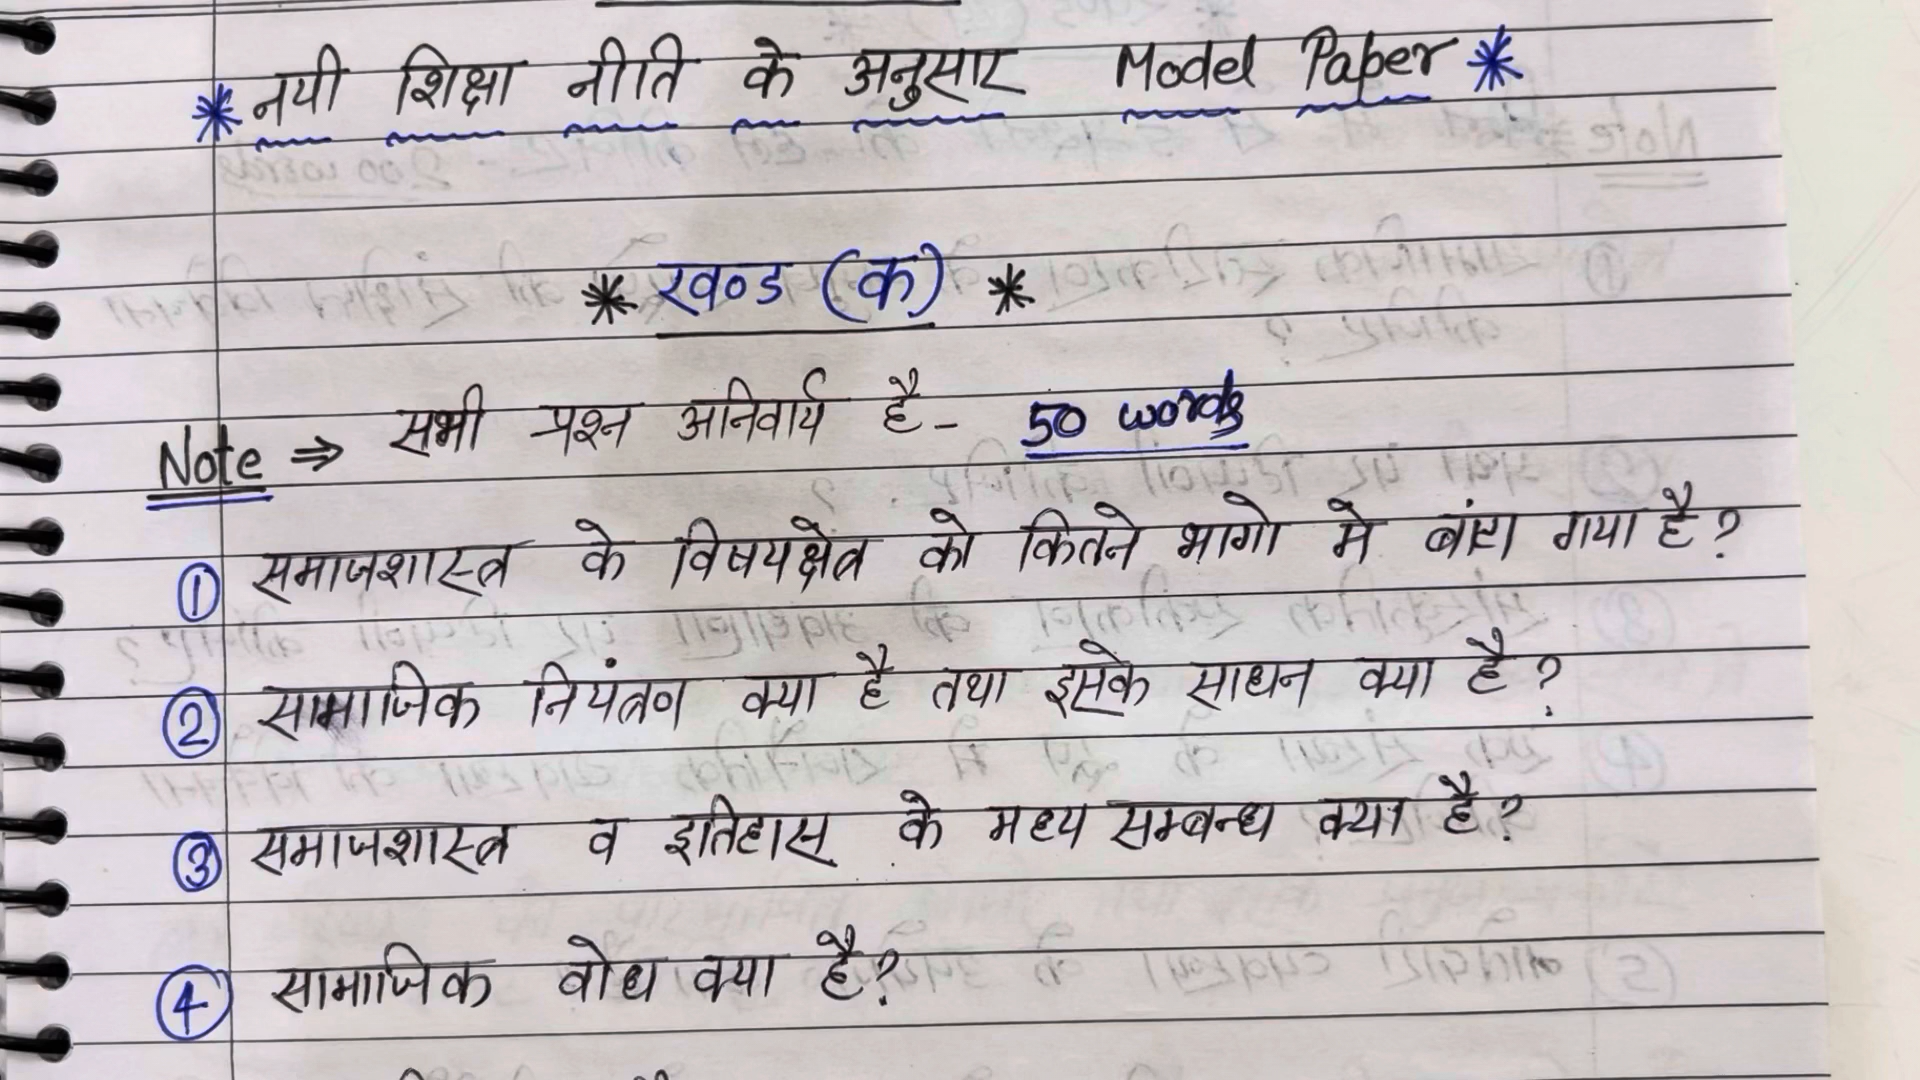 *नयी शिक्षा नीति के अनुसार Model Paper*
* खण्ड (क) *
Note ⇒ सभी प्रश्न अनिवार्य है- 50 words
① समाजशास्त्र के विषयक्षेत्र को कितने भागो मे बांटा गया है?
② सामाजिक नियंत्रण क्या है तथा इसके साधन क्या है?
③ समाजशास्त्र व इतिहास के मध्य सम्बन्ध क्या है?
④ सामाजिक बोध क्या है?